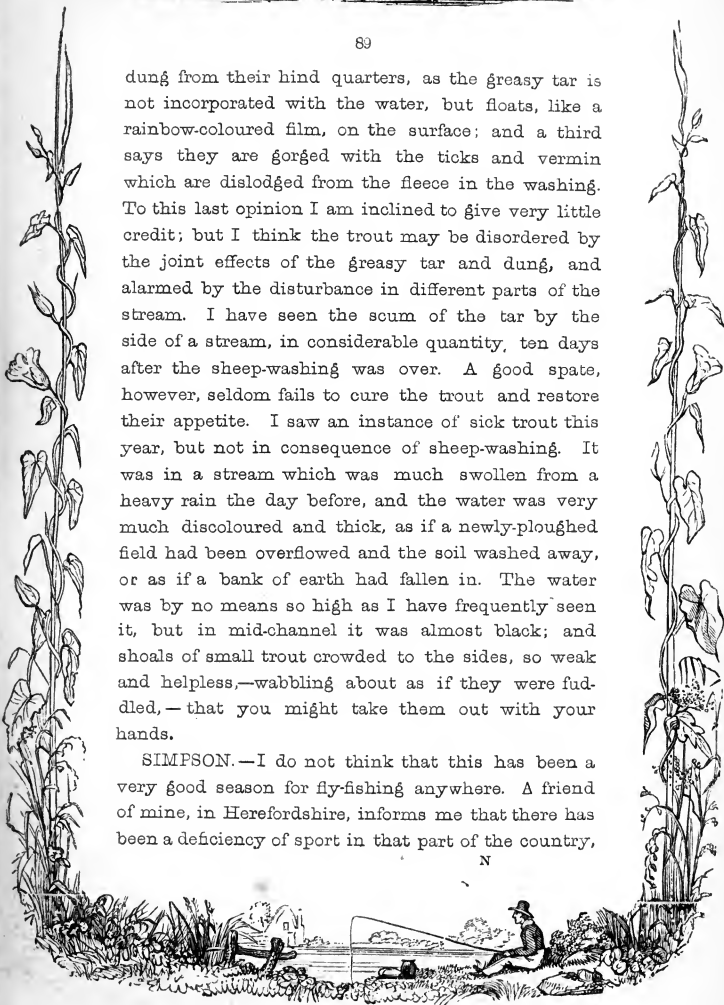 89
dung from their hind quarters, as the greasy tar is
not incorporated with the water, but floats, like a
rainbow-coloured film, on the surface; and a third
says they are gorged with the ticks and vermin
which are dislodged from the fleece in the washing.
To this last opinion I am inclined to give very little
credit; but I think the trout may be disordered by
the joint effects of the greasy tar and dung, and
alarmed by the disturbance in different parts of the
stream. I have seen the scum of the tar by the
side of a stream, in considerable quantity, ten days
after the sheep-washing was over. A good spate,
however, seldom fails to cure the trout and restore
their appetite. I saw an instance of sick trout this
year, but not in consequence of sheep-washing. It
was in a stream which was much swollen from a
heavy rain the day before, and the water was very
much discoloured and thick, as if a newly-ploughed
field had been overflowed and the soil washed away,
or as if a bank of earth had fallen in. The water
was by no means so high as I have frequently seen
it, but in mid-channel it was almost black; and
shoals of small trout crowded to the sides, so weak
and helpless,—wabbling about as if they were fud-
dled,—that you might take them out with your
hands.
SIMPSON.—I do not think that this has been a
very good season for fly-fishing anywhere. A friend
of mine, in Herefordshire, informs me that there has
been a deficiency of sport in that part of the country,
N